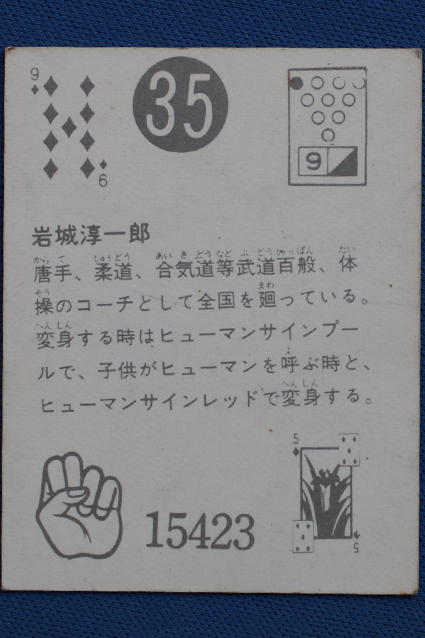 9
35
9
9
岩城淳一郎
唐手、柔道、合気道等武道百般、体
操のコーチとして全国を廻っている。
変身する時はヒューマンサインプー
ルで、子供がヒューマンを呼ぶ時と、
ヒューマンサインレッドで変身する。
5
15423
5